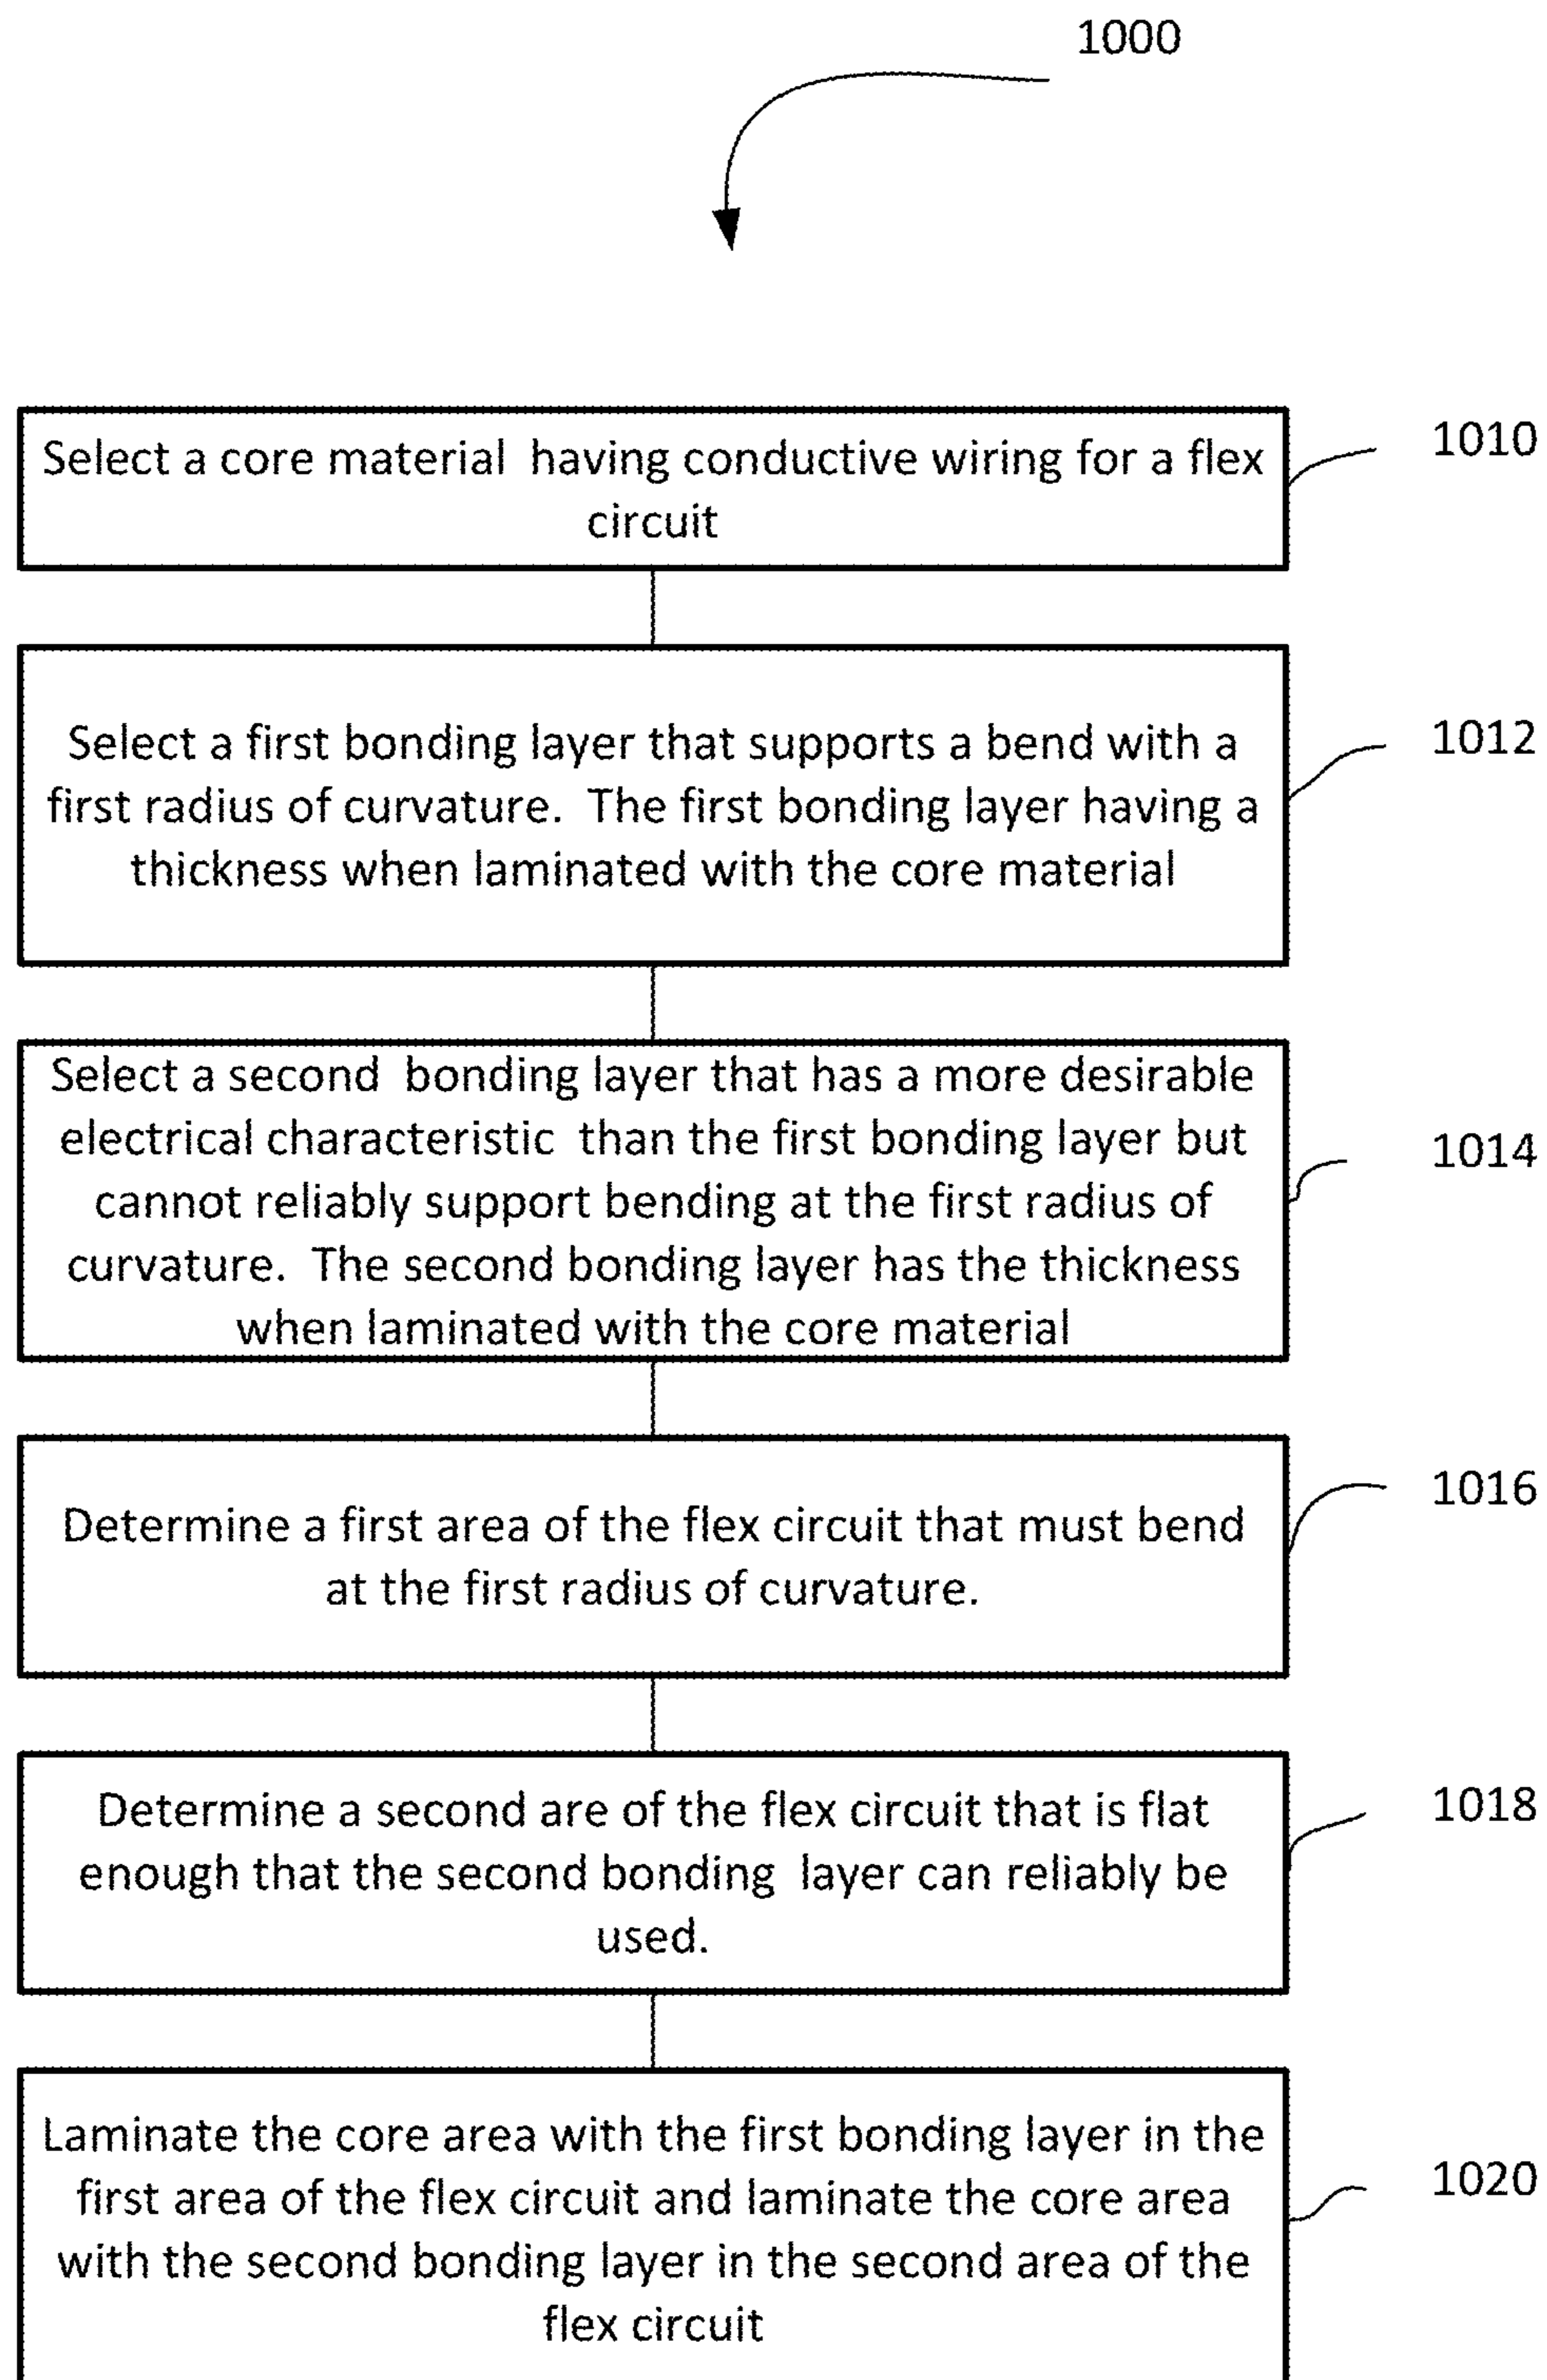 1000
Select a core material  having conductive wiring for a flex
circuit
1010
Select a first bonding layer that supports a bend with a
first radius of curvature.  The first bonding layer having a
thickness when laminated with the core material
1012
Select a second  bonding layer that has a more desirable
electrical characteristic  than the first bonding layer but
cannot reliably support bending at the first radius of
curvature.  The second bonding layer has the thickness
when laminated with the core material
1014
Determine a first area of the flex circuit that must bend
at the first radius of curvature.
1016
Determine a second are of the flex circuit that is flat
enough that the second bonding  layer can reliably be
used.
1018
Laminate the core area with the first bonding layer in the
first area of the flex circuit and laminate the core area
with the second bonding layer in the second area of the
flex circuit
1020